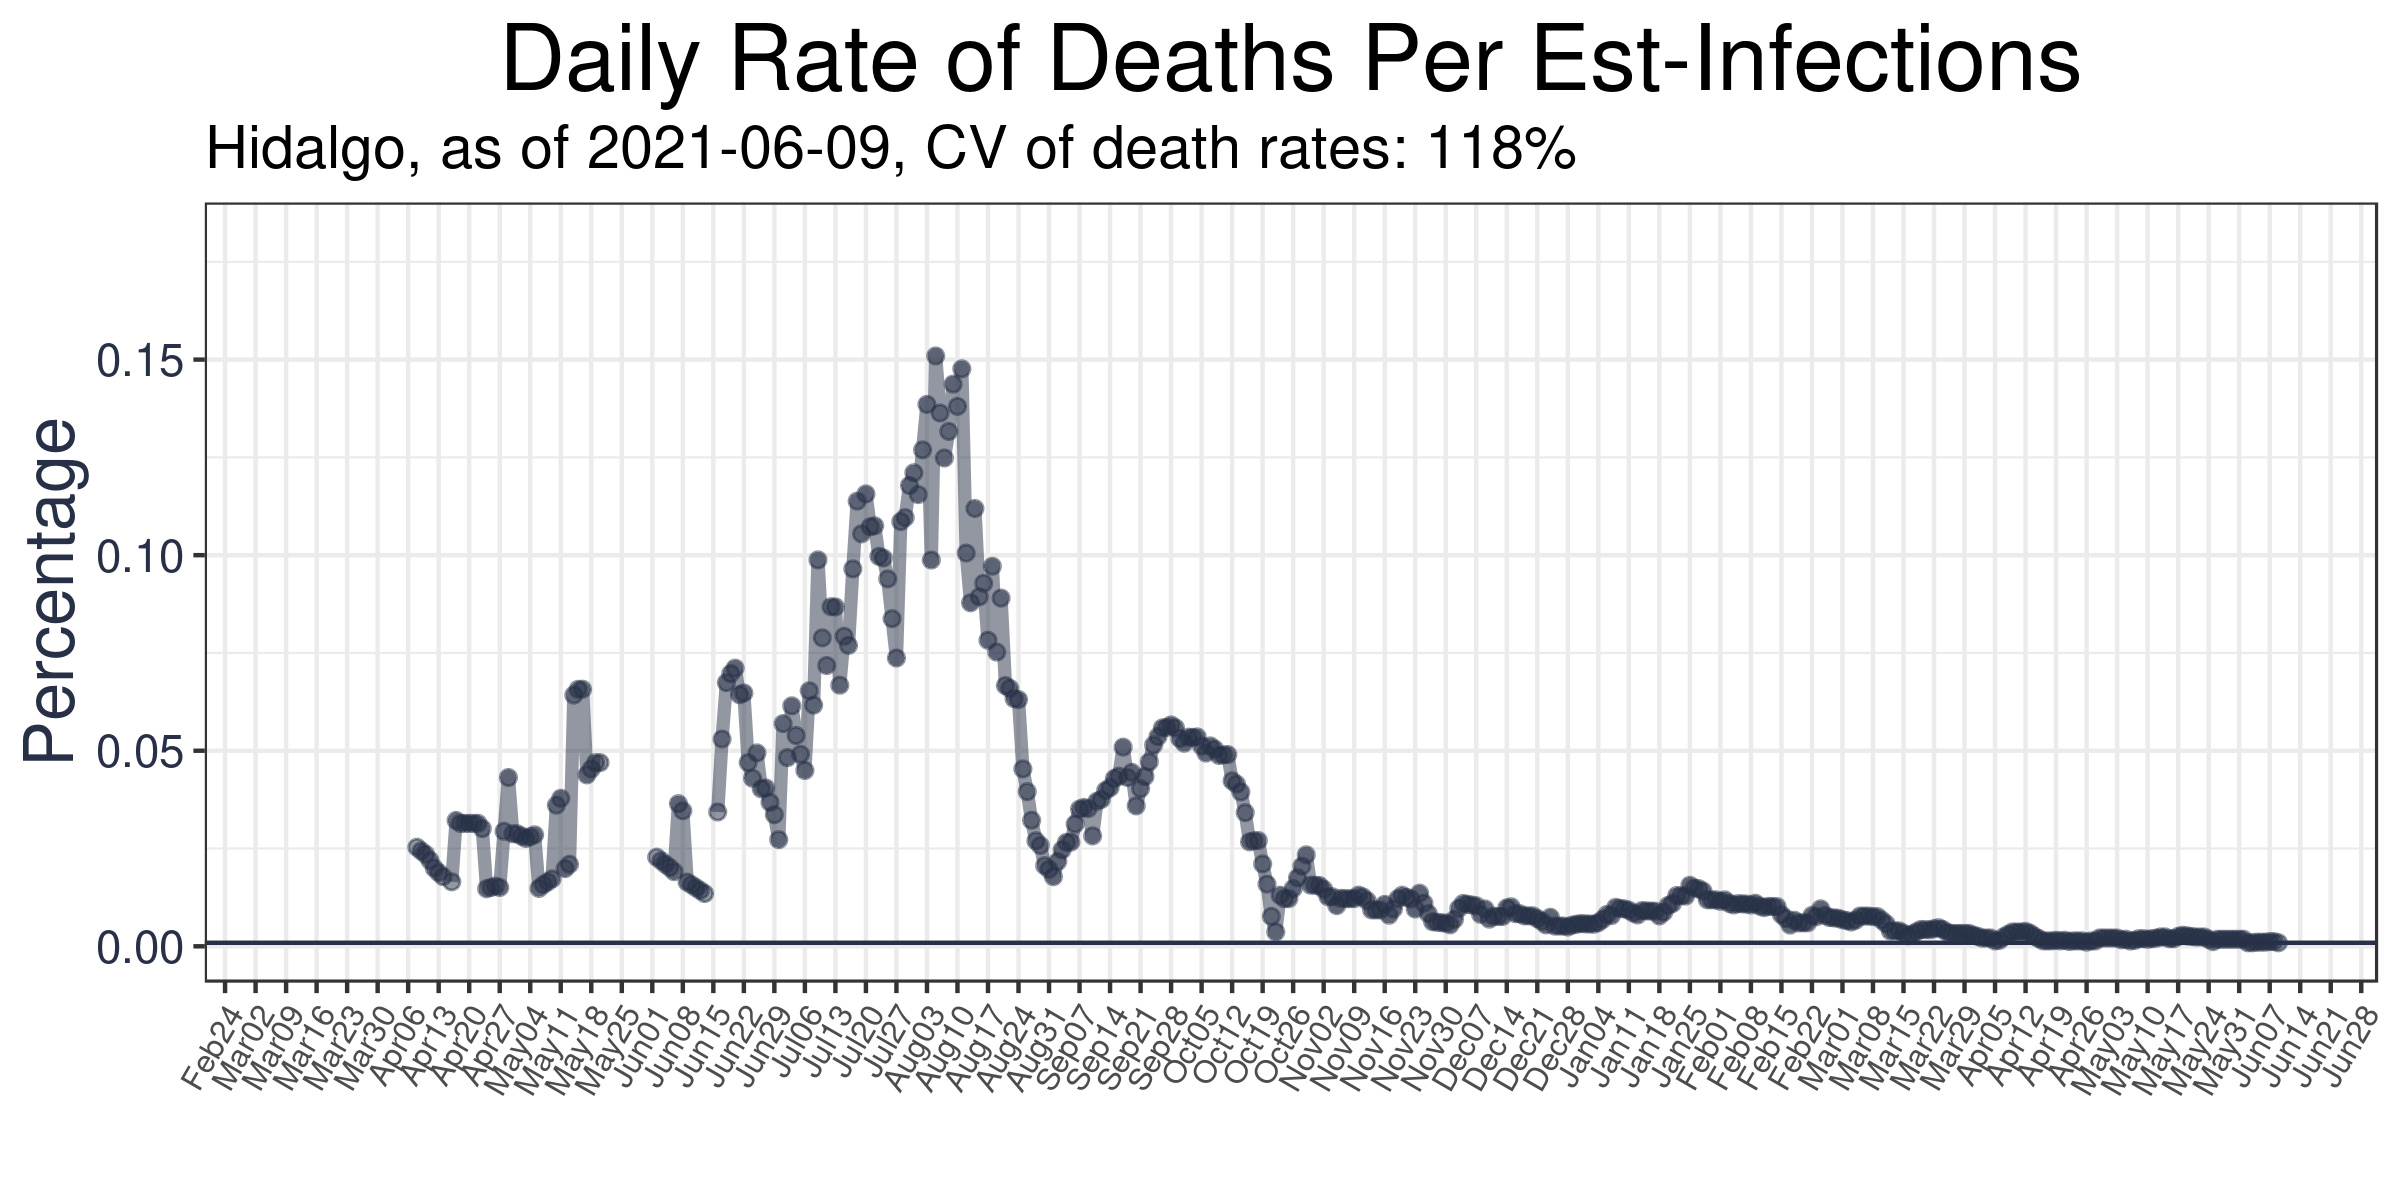 Daily Rate of Deaths Per Est-Infections
Hidalgo, as of 2021-06-09, CV of death rates: 118%
Percentage
0.15
0.10
0.05
0.00
Feb24
Mar02
Mar09
Mar16
Mar23
Mar30
Apr06
Apr13
Apr20
Apr27
May04
May11
May18
May25
Jun01
Jun08
Jun15
Jun22
Jun29
Jul06
Jul13
Jul20
Jul27
Aug03
Aug10
Aug17
Aug24
Aug31
Sep07
Sep14
Sep21
Sep28
Oct05
Oct12
Oct19
Oct26
Nov02
Nov09
Nov16
Nov23
Nov30
Dec07
Dec14
Dec21
Dec28
Jan04
Jan11
Jan18
Jan25
Feb01
Feb08
Feb15
Feb22
Mar01
Mar08
Mar15
Mar22
Mar29
Apr05
Apr12
Apr19
Apr26
May03
May10
May17
May24
May31
Jun07
Jun14
Jun21
Jun28